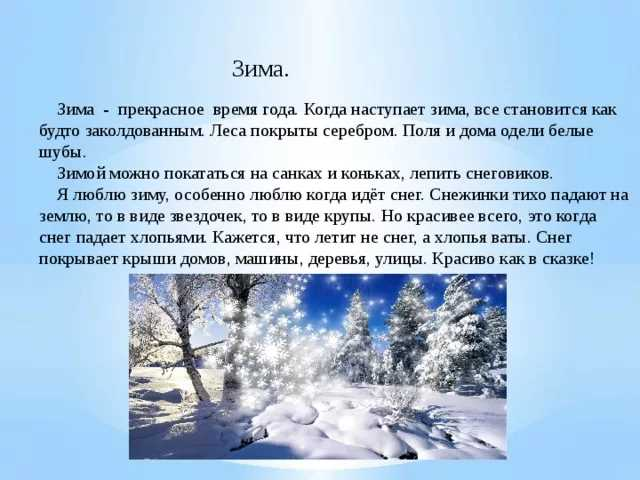 Зима.
Зима - прекрасное время года. Когда наступает зима, все становится как
будто заколдованным. Леса покрыты серебром. Поля и дома одели белые
шубы.
Зимой можно покататься на санках и коньках, лепить снеговиков.
Я люблю зиму, особенно люблю когда идёт снег. Снежинки тихо падают на
землю, то в виде звездочек, то в виде крупы. Но красивее всего, это когда
снег падает хлопьями. Кажется, что летит не снег, а хлопья ваты. Снег
покрывает крыши домов, машины, деревья, улицы. Красиво как в сказке!